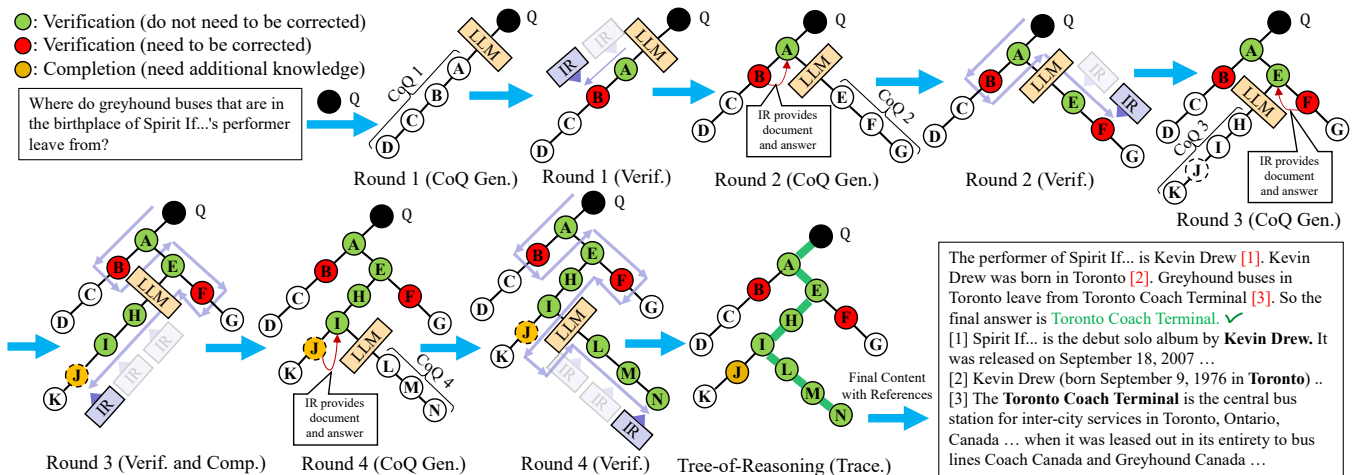 : Verification (do not need to be corrected)
: Verification (need to be corrected)
: Completion (need additional knowledge)
Where do greyhound buses that are in
the birthplace of Spirit If...'s performer
leave from?
Q
Q
LLM
CoQ 1
A
B
C
D
Round 1 (CoQ Gen.)
Q
LLM
IR
IR
A
B
C
D
Round 1 (Verif.)
Q
A
LLM
B
C
D
E
F
G
CoQ 2
IR provides
document
and answer
Round 2 (CoQ Gen.)
Q
A
B
LLM
C
D
E
F
G
IR
IR
Round 2 (Verif.)
Q
A
B
E
C
D
LLM
F
G
H
I
J
K
CoQ 3
IR provides
document
and answer
Round 3 (CoQ Gen.)
Q
A
B
E
C
D
LLM
F
G
H
I
J
K
IR
IR
IR
Round 3 (Verif. and Comp.)
Q
A
B
E
C
D
H
F
G
I
J
K
LLM
L
M
N
CoQ 4
IR provides
document
and answer
Round 4 (CoQ Gen.)
Q
A
B
E
C
D
H
F
G
I
J
K
LLM
L
M
N
IR
IR
IR
Round 4 (Verif.)
Q
A
B
E
C
D
H
F
G
I
J
K
L
M
N
Tree-of-Reasoning (Trace.)
Final Content
with References
The performer of Spirit If... is Kevin Drew [1]. Kevin
Drew was born in Toronto [2]. Greyhound buses in
Toronto leave from Toronto Coach Terminal [3]. So the
final answer is Toronto Coach Terminal. ✓
[1] Spirit If... is the debut solo album by Kevin Drew. It
was released on September 18, 2007 …
[2] Kevin Drew (born September 9, 1976 in Toronto) ..
[3] The Toronto Coach Terminal is the central bus
station for inter-city services in Toronto, Ontario,
Canada … when it was leased out in its entirety to bus
lines Coach Canada and Greyhound Canada …